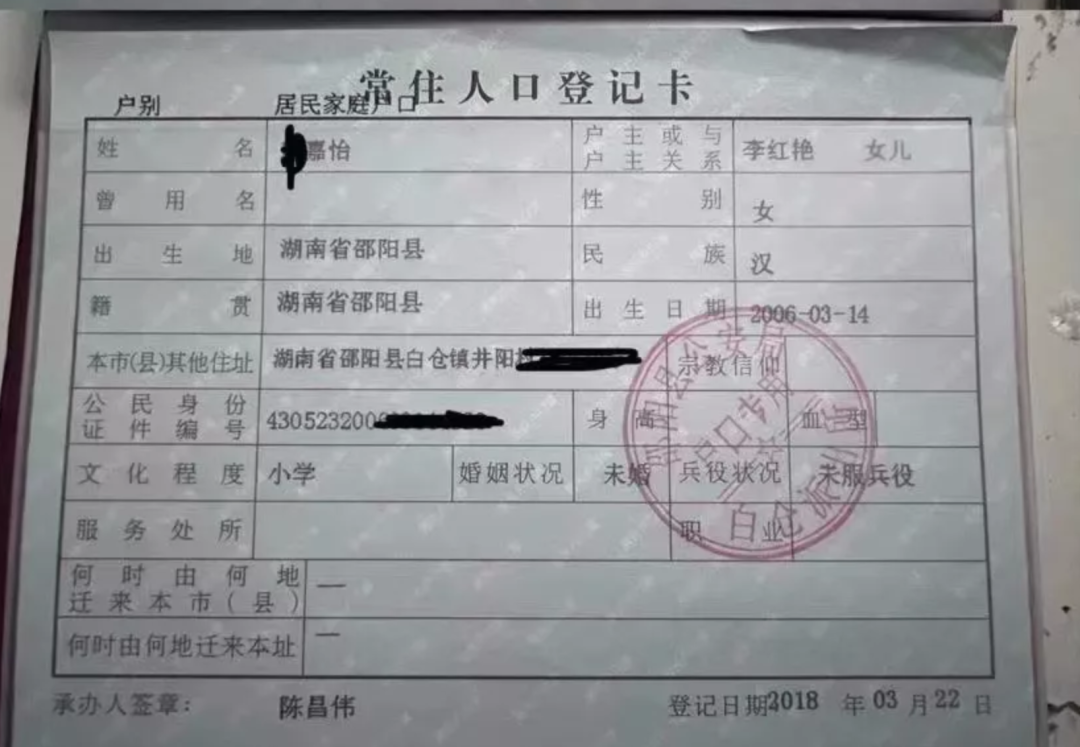 常住人口登记卡
户别 居民家庭户口
姓名 嘉怡 户主或与户主关系 李红艳 女儿
曾用名 性别 女
出生地 湖南省邵阳县 民族 汉
籍贯 湖南省邵阳县 出生日期 2006-03-14
本市(县)其他住址 湖南省邵阳县白仓镇井阳村 宗教信仰
公民身份证件编号 430523200 身高 血型
文化程度 小学 婚姻状况 未婚 兵役状况 未服兵役
服务处所 职业
何时由何地迁来本市(县) —
何时由何地迁来本址 —
承办人签章: 陈昌伟 登记日期2018 年 03 月 22 日
邵阳县公安局
户口专用
白仓派出所